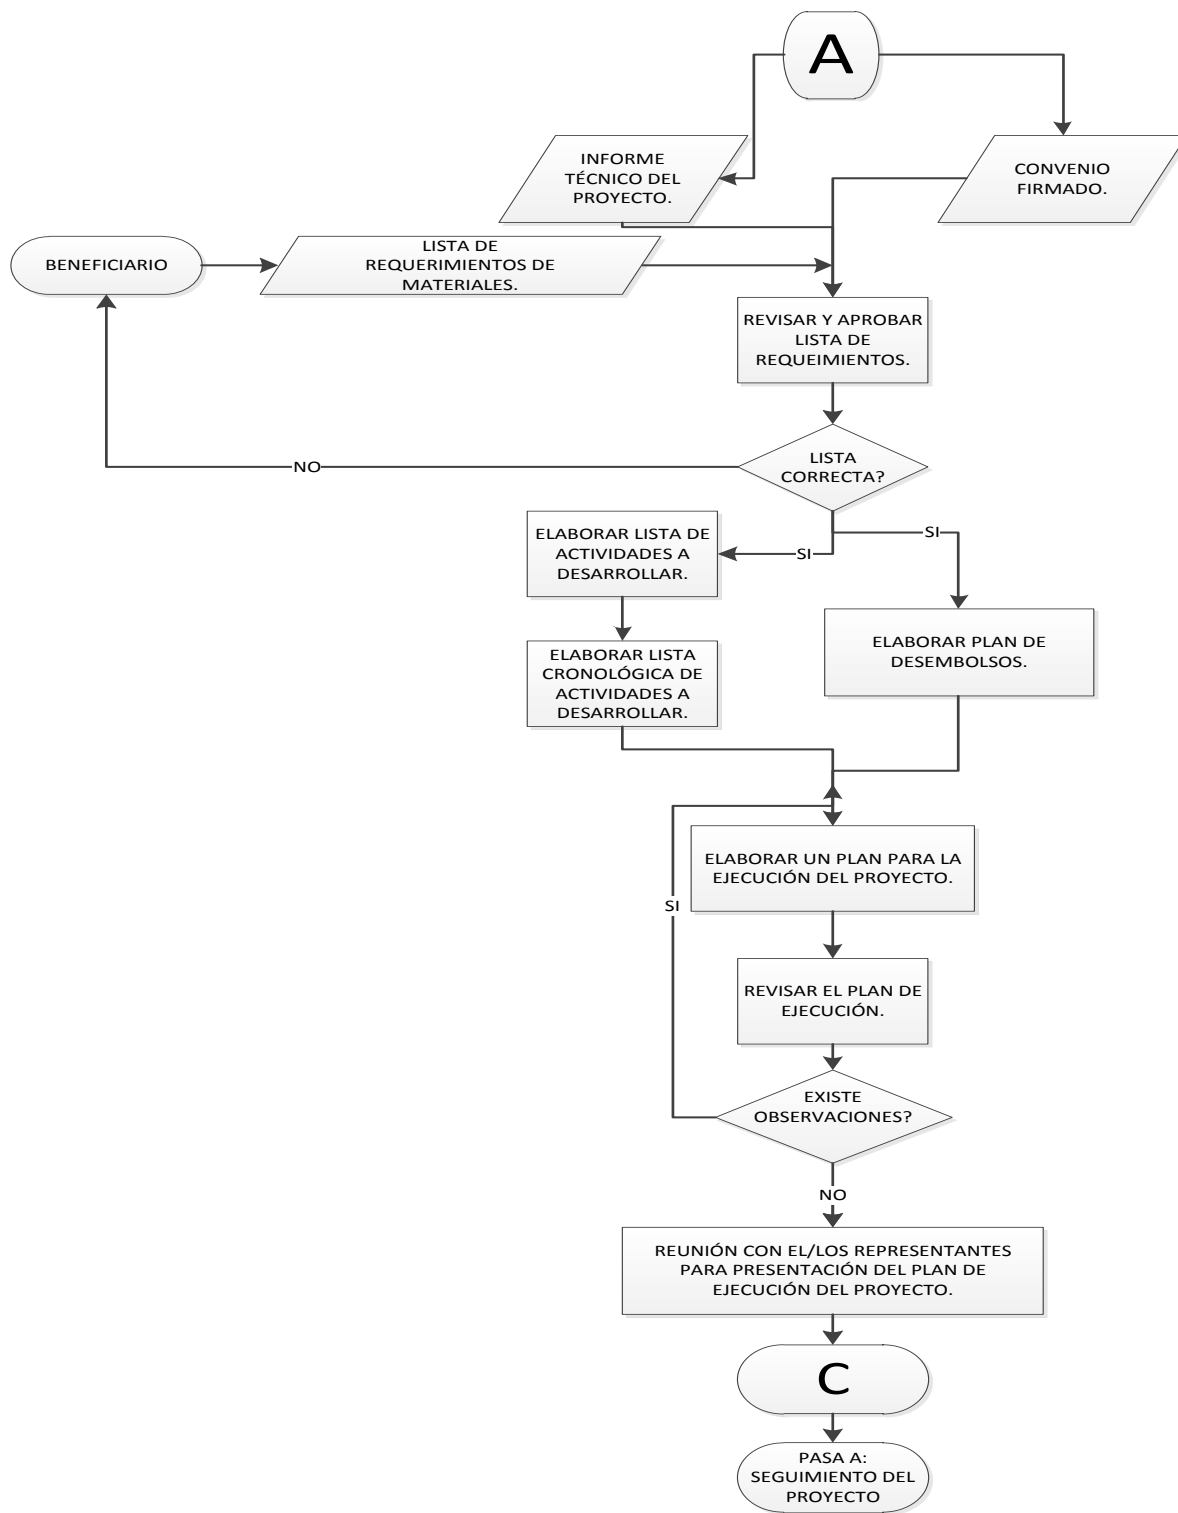 A
INFORME
TÉCNICO DEL
PROYECTO.
CONVENIO
FIRMADO.
BENEFICIARIO
LISTA DE
REQUERIMIENTOS DE
MATERIALES.
REVISAR Y APROBAR
LISTA DE
REQUEIMIENTOS.
LISTA
CORRECTA?
NO
ELABORAR LISTA DE
ACTIVIDADES A
DESARROLLAR.
SI
SI
ELABORAR PLAN DE
DESEMBOLSOS.
ELABORAR LISTA
CRONOLÓGICA DE
ACTIVIDADES A
DESARROLLAR.
ELABORAR UN PLAN PARA LA
EJECUCIÓN DEL PROYECTO.
SI
REVISAR EL PLAN DE
EJECUCIÓN.
EXISTE
OBSERVACIONES?
NO
REUNIÓN CON EL/LOS REPRESENTANTES
PARA PRESENTACIÓN DEL PLAN DE
EJECUCIÓN DEL PROYECTO.
C
PASA A:
SEGUIMIENTO DEL
PROYECTO